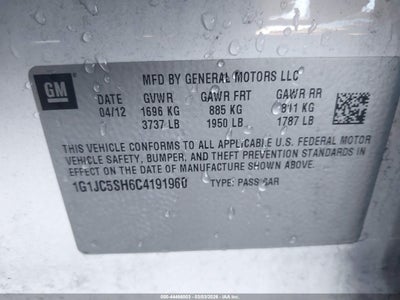 GM
MFD BY GENERAL MOTORS LLC
04/12 GVWR GAWR FRT GAWR RR
1696 KG 885 KG 811 KG
3737 LB 1950 LB 1787 LB
THIS VEHICLE CONFORMS TO ALL APPLICABLE U.S. FEDERAL MOTOR
VEHICLE SAFETY, BUMPER, AND THEFT PREVENTION STANDARDS
IN EFFECT ON THE DATE OF MANUFACTURE SHOWN ABOVE.
1G1JC5SH6C4191960 TYPE: PASS CAR